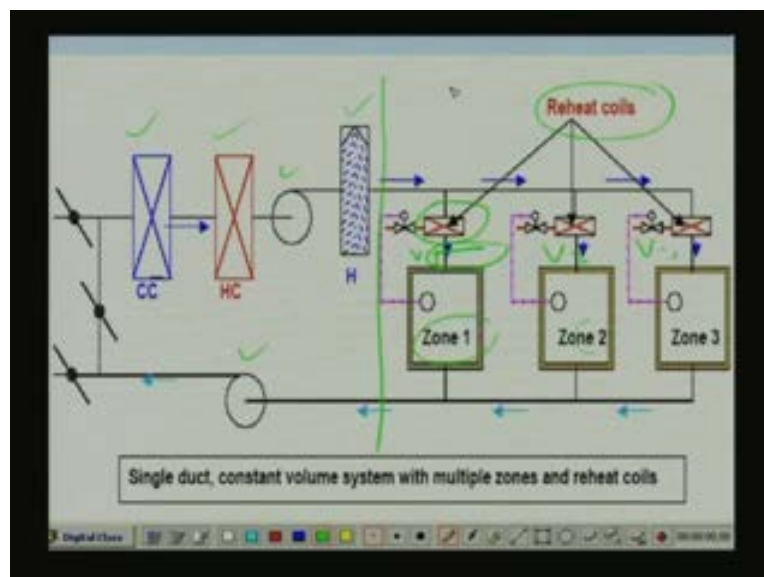 Reheat coils
H
CC
HC
Zone 1
Zone 2
Zone 3
Single duct, constant volume system with multiple zones and reheat coils
Digital Class